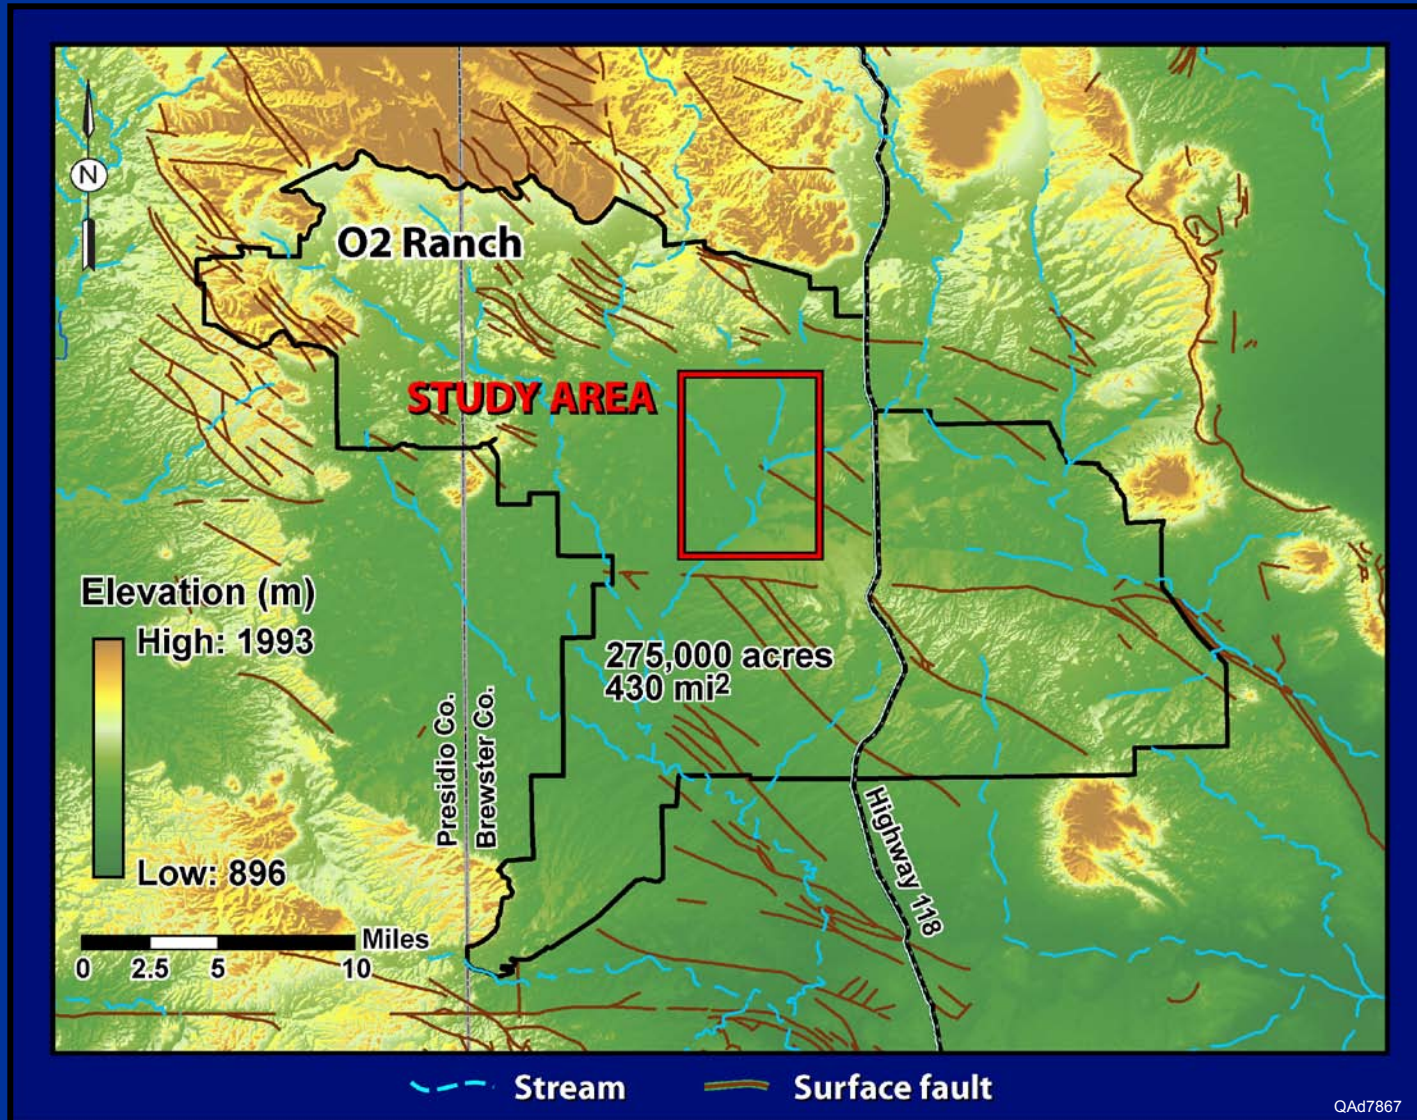 N
O2 Ranch
STUDY AREA
Elevation (m)
High: 1993
Low: 896
275,000 acres
430 mi²
Presidio Co.
Brewster Co.
Highway 118
Miles
0 2.5 5 10
Stream
Surface fault
QAd7867